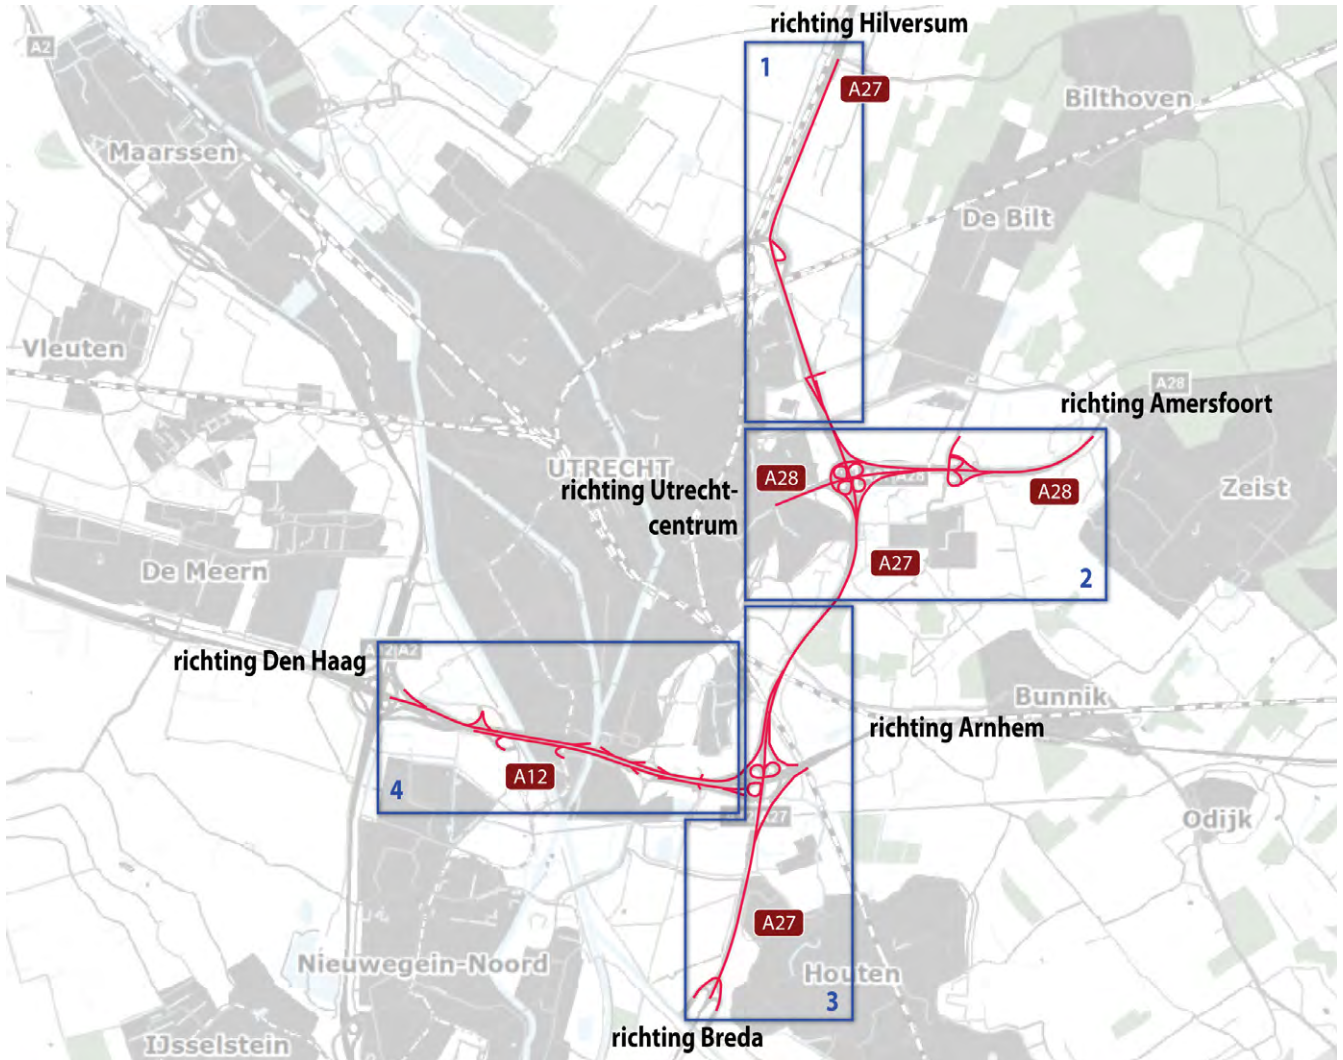 richting Hilversum
A2
1
A27
Bilthoven
Maarssen
De Bilt
Vleuten
A28
richting Amersfoort
UTRECHT
richting Utrecht-
centrum
A28
A28
A28
Zeist
A27
2
De Meern
richting Den Haag
A2
Bunnik
richting Arnhem
A12
4
Odijk
A27
A27
Nieuwegein-Noord
Houten
3
richting Breda
IJsselstein